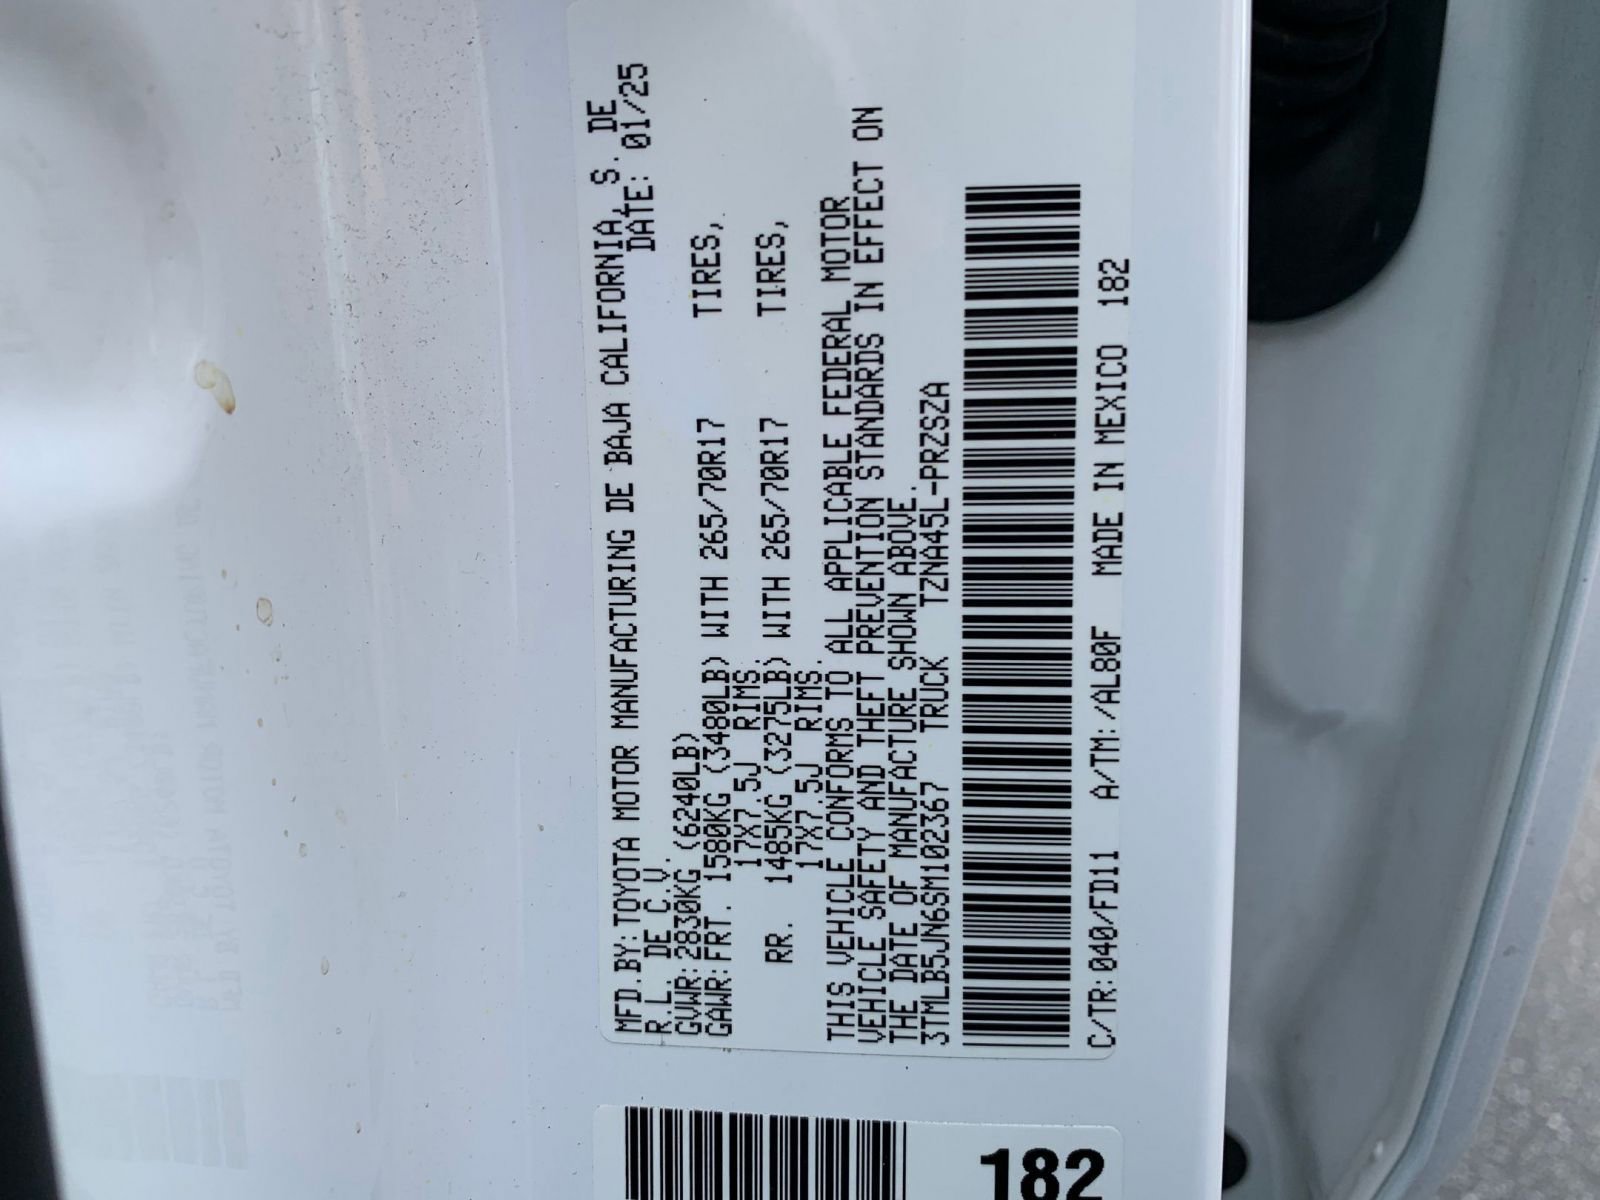 MFD.BY:TOYOTA MOTOR MANUFACTURING DE BAJA CALIFORNIA, S. DE
R.L. DE C.V. DATE: 01/25
GVWR:2830KG (6240LB)
GAWR:FRT. 1580KG (3480LB) WITH 265/70R17 TIRES,
17X7.5J RIMS.
RR. 1485KG (3275LB) WITH 265/70R17 TIRES,
17X7.5J RIMS.
THIS VEHICLE CONFORMS TO ALL APPLICABLE FEDERAL MOTOR
VEHICLE SAFETY AND THEFT PREVENTION STANDARDS IN EFFECT ON
THE DATE OF MANUFACTURE SHOWN ABOVE.
3TMLB5JN6SM102367 TRUCK TZNA45L-PRZSZA
C/TR:040/FD11 A/TM:/AL80F MADE IN MEXICO 182
182